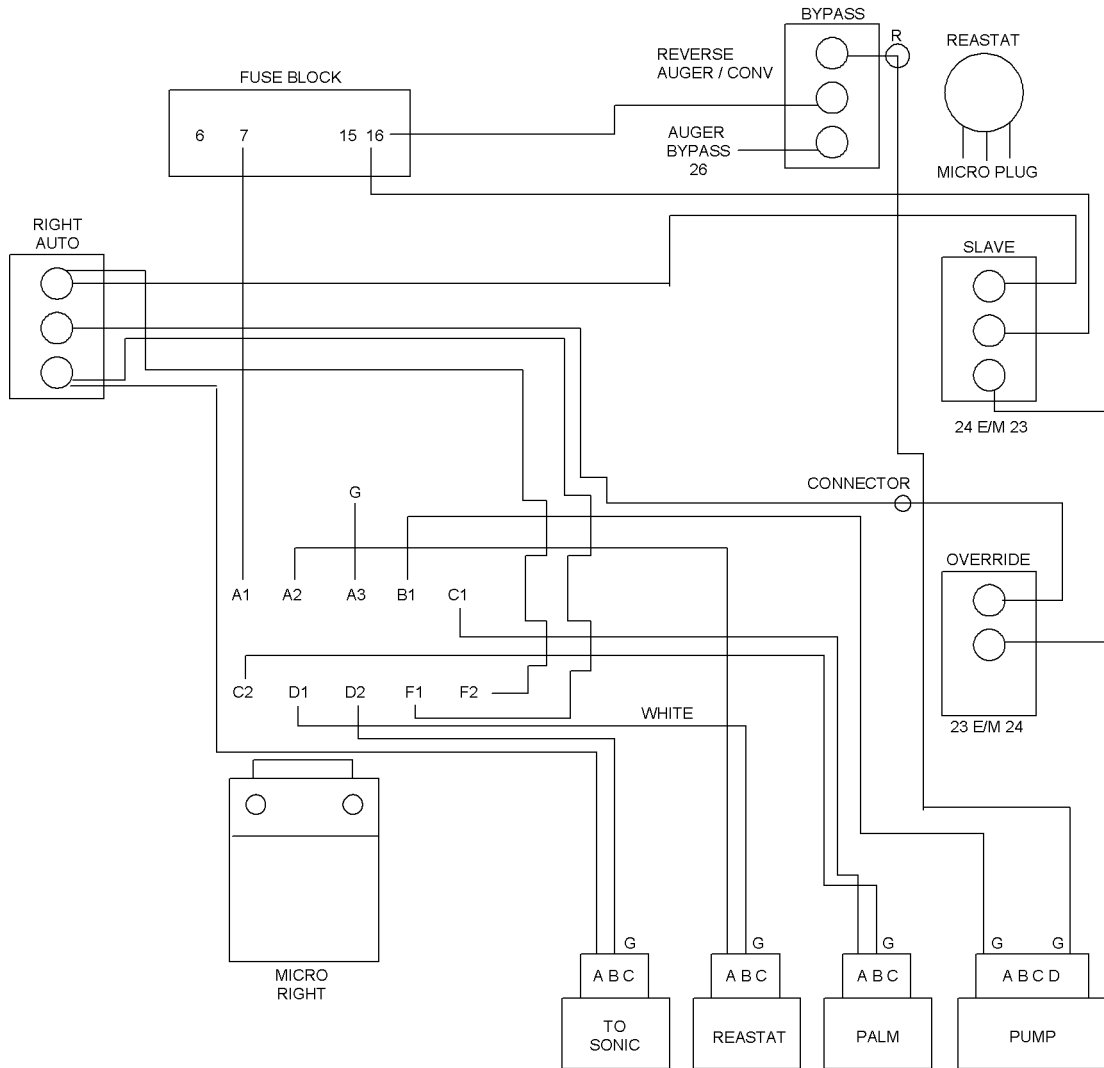 BYPASS
R
REASTAT
REVERSE
AUGER / CONV
FUSE BLOCK
6 7 15 16
AUGER
BYPASS
26
MICRO PLUG
RIGHT
AUTO
SLAVE
24 E/M 23
CONNECTOR
G
OVERRIDE
A1 A2 A3 B1 C1
C2 D1 D2 F1 F2
WHITE
23 E/M 24
MICRO
RIGHT
G
G
G
G
G
A B C
A B C
A B C
A B C D
TO
SONIC
REASTAT
PALM
PUMP